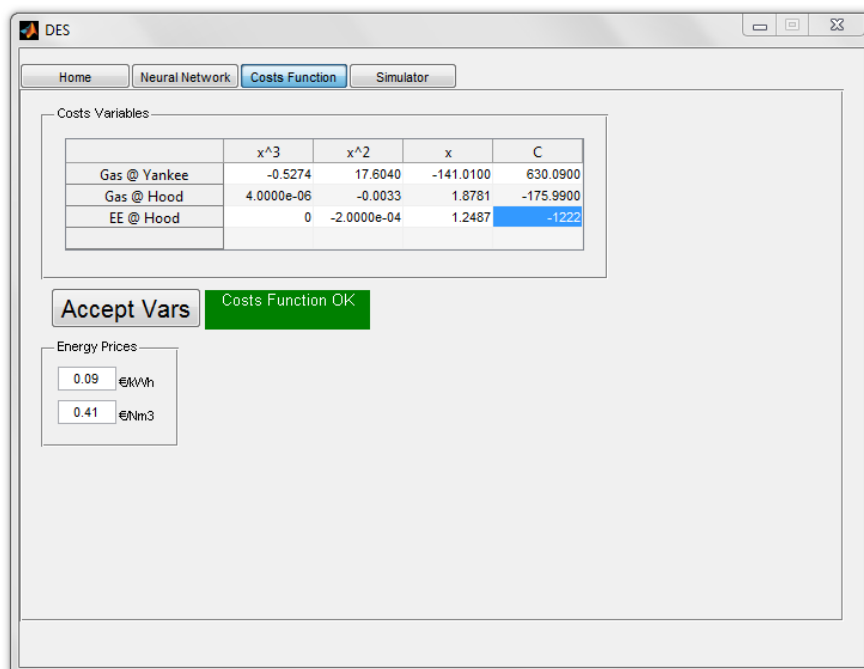 DES
Home Neural Network Costs Function Simulator
Costs Variables
x^3 x^2 x C
Gas @ Yankee -0.5274 17.6040 -141.0100 630.0900
Gas @ Hood 4.0000e-06 -0.0033 1.8781 -175.9900
EE @ Hood 0 -2.0000e-04 1.2487 -1222
Accept Vars Costs Function OK
Energy Prices
0.09 €/kWh
0.41 €/Nm3